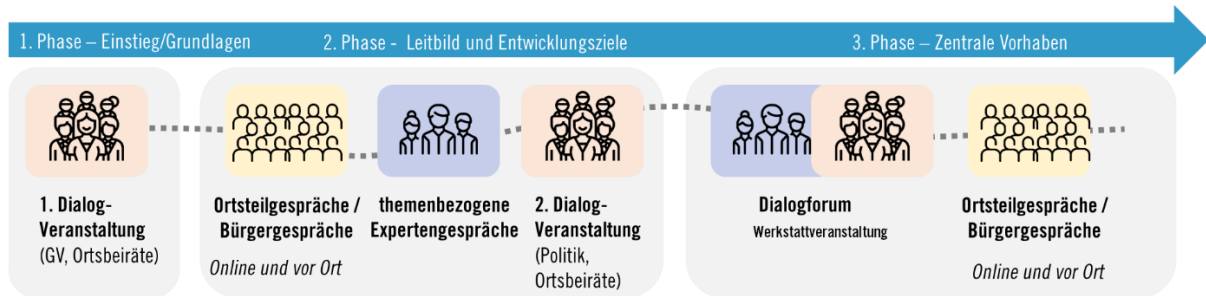 1. Phase – Einstieg/Grundlagen
2. Phase - Leitbild und Entwicklungsziele
3. Phase – Zentrale Vorhaben
1. Dialog-
Veranstaltung
(GV, Ortsbeiräte)
Ortsteilgespräche /
Bürgergespräche
Online und vor Ort
themenbezogene
Expertengespräche
2. Dialog-
Veranstaltung
(Politik,
Ortsbeiräte)
Dialogforum
Werkstattveranstaltung
Ortsteilgespräche /
Bürgergespräche
Online und vor Ort